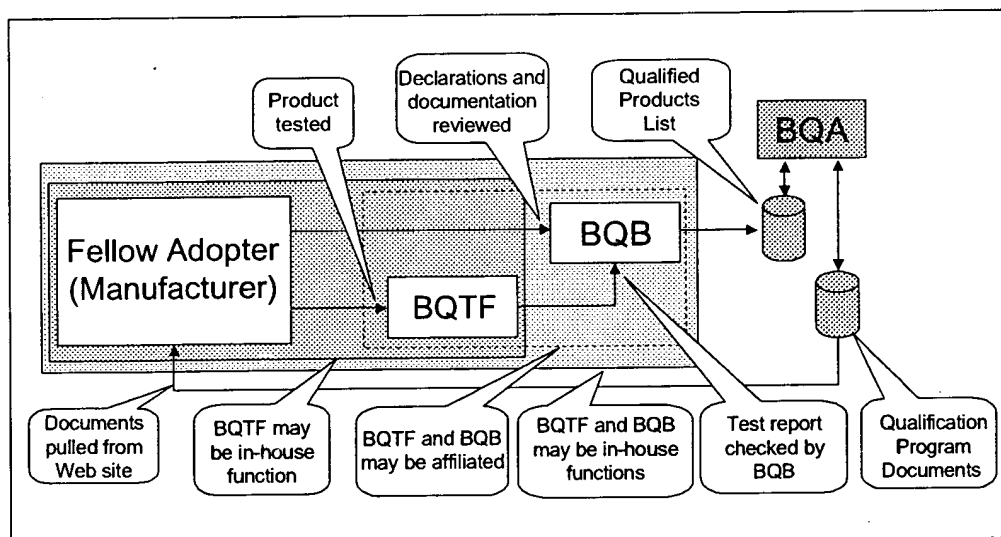 Product
tested
Declarations and
documentation
reviewed
Qualified
Products
List
BQA
Fellow Adopter
(Manufacturer)
BQB
BQTF
Documents
pulled from
Web site
BQTF may
be in-house
function
BQTF and BQB
may be affiliated
BQTF and BQB
may be in-house
functions
Test report
checked by
BQB
Qualification
Program
Documents